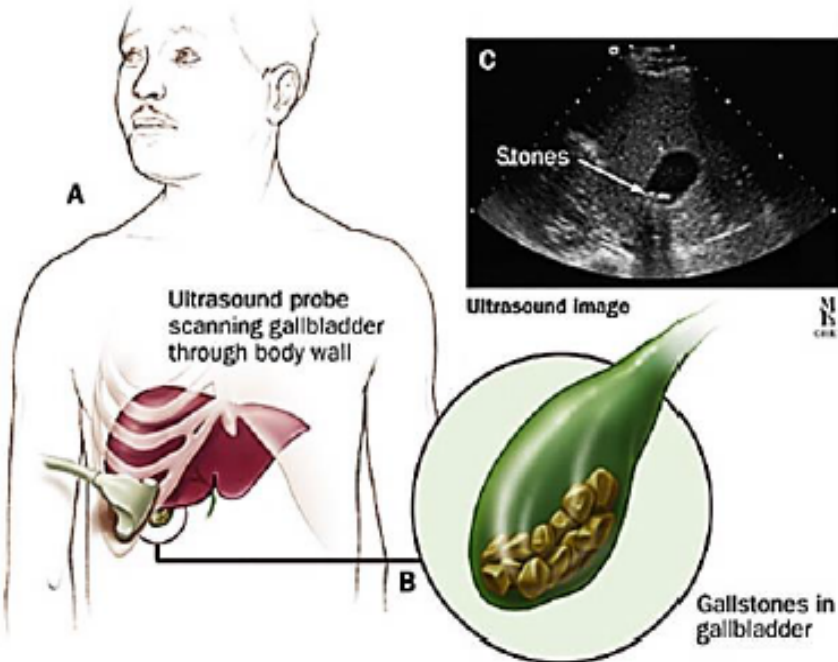 C
Stones
A
Ultrasound image
Ultrasound probe
scanning gallbladder
through body wall
B
Gallstones in
gallbladder